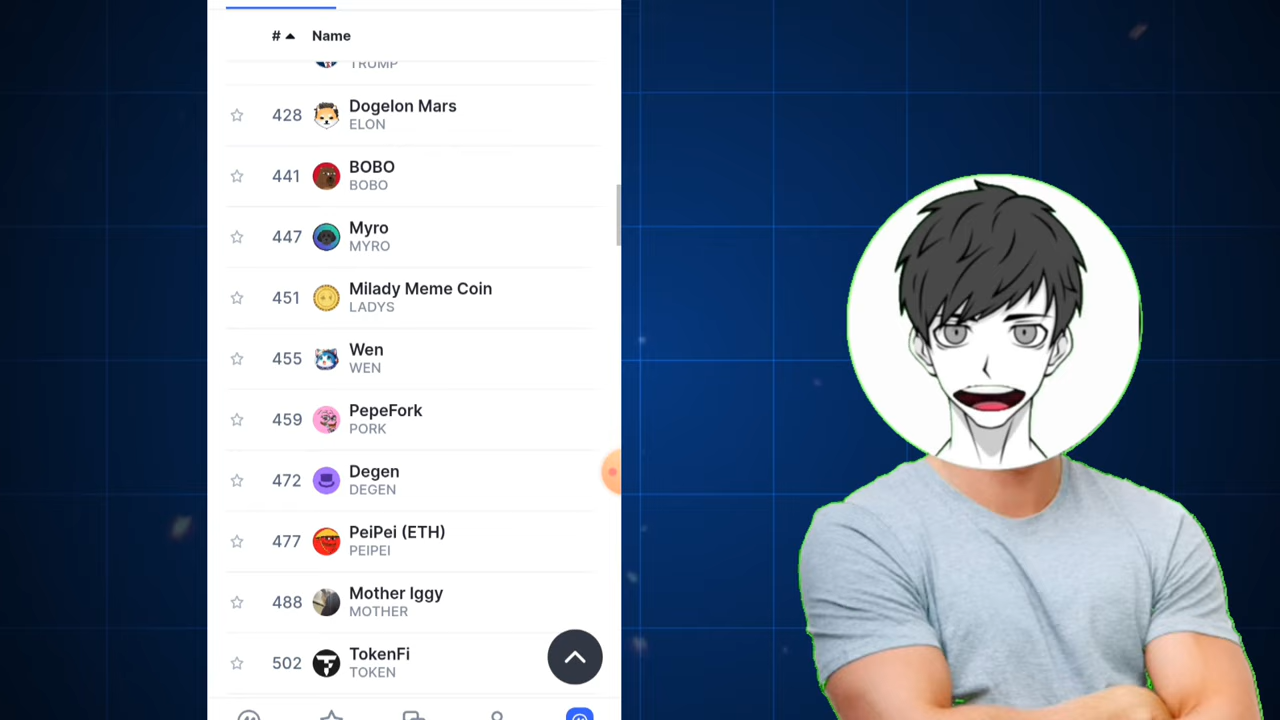 # Name
TRUMP
428 Dogelon Mars
ELON
441 BOBO
BOBO
447 Myro
MYRO
451 Milady Meme Coin
LADYS
455 Wen
WEN
459 PepeFork
PORK
472 Degen
DEGEN
477 PeiPei (ETH)
PEIPEI
488 Mother Iggy
MOTHER
502 TokenFi
TOKEN